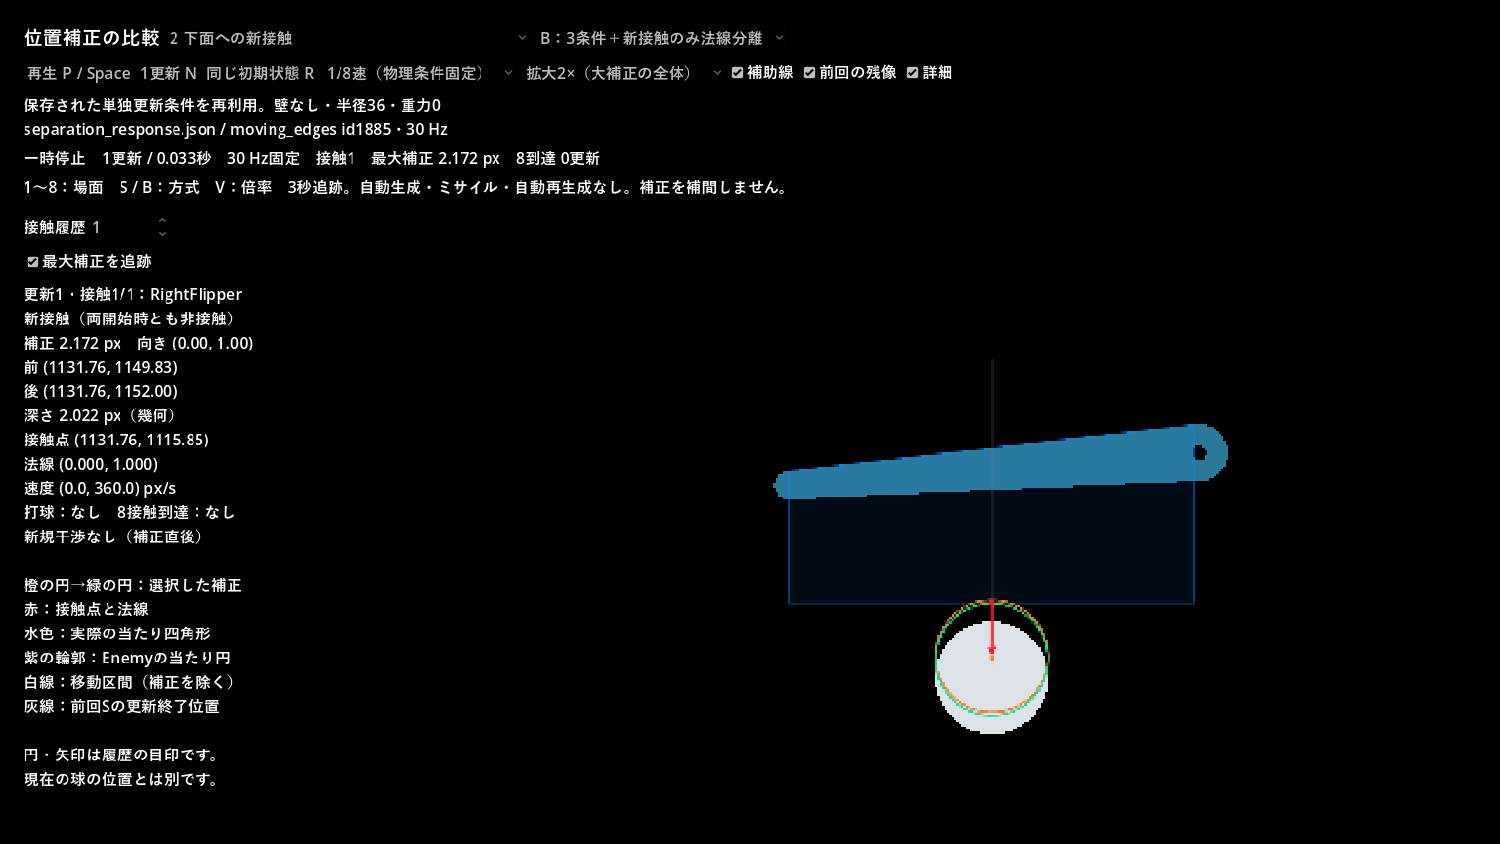 位置補正の比較 2 下面への新接触 B：3条件＋新接触のみ法線分離
再生 P / Space 1更新 N 同じ初期状態 R 1/8速（物理条件固定） 拡大2×（大補正の全体） 補助線 前回の残像 詳細
保存された単独更新条件を再利用。壁なし・半径36・重力0
separation_response.json / moving_edges id1885・30 Hz
一時停止 1更新 / 0.033秒 30 Hz固定 接触1 最大補正 2.172 px 8到達 0更新
1～8：場面 S / B：方式 V：倍率 3秒追跡。自動生成・ミサイル・自動再生成なし。補正を補間しません。
接触履歴 1
最大補正を追跡
更新1・接触1/1：RightFlipper
新接触（両開始時とも非接触）
補正 2.172 px 向き (0.00, 1.00)
前 (1131.76, 1149.83)
後 (1131.76, 1152.00)
深さ 2.022 px（幾何）
接触点 (1131.76, 1115.85)
法線 (0.000, 1.000)
速度 (0.0, 360.0) px/s
打球：なし 8接触到達：なし
新規干渉なし（補正直後）
橙の円→緑の円：選択した補正
赤：接触点と法線
水色：実際の当たり四角形
紫の輪郭：Enemyの当たり円
白線：移動区間（補正を除く）
灰線：前回Sの更新終了位置
円・矢印は履歴の目印です。
現在の球の位置とは別です。